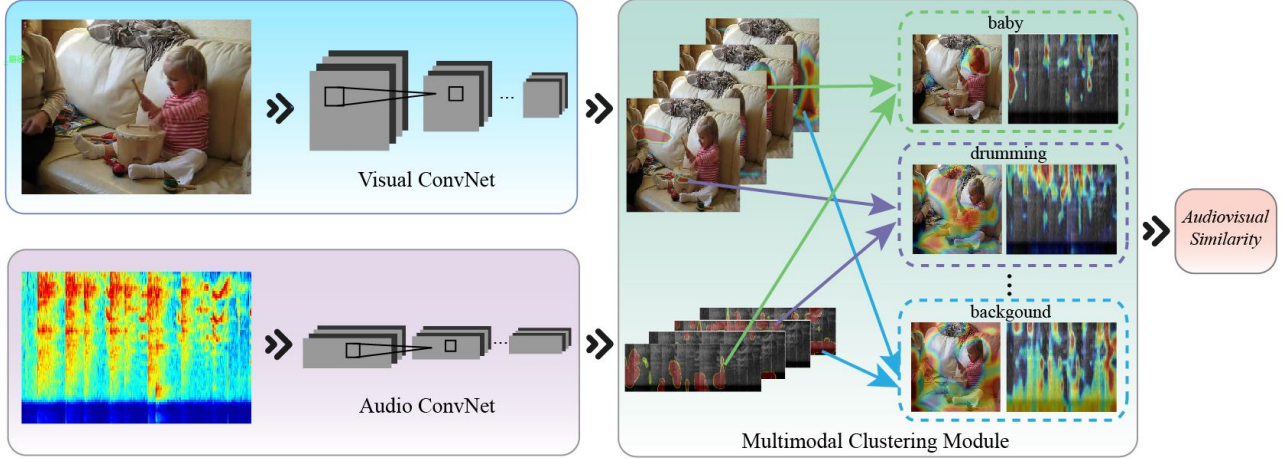 Visual ConvNet
Audio ConvNet
baby
drumming
backgound
Multimodal Clustering Module
Audiovisual
Similarity